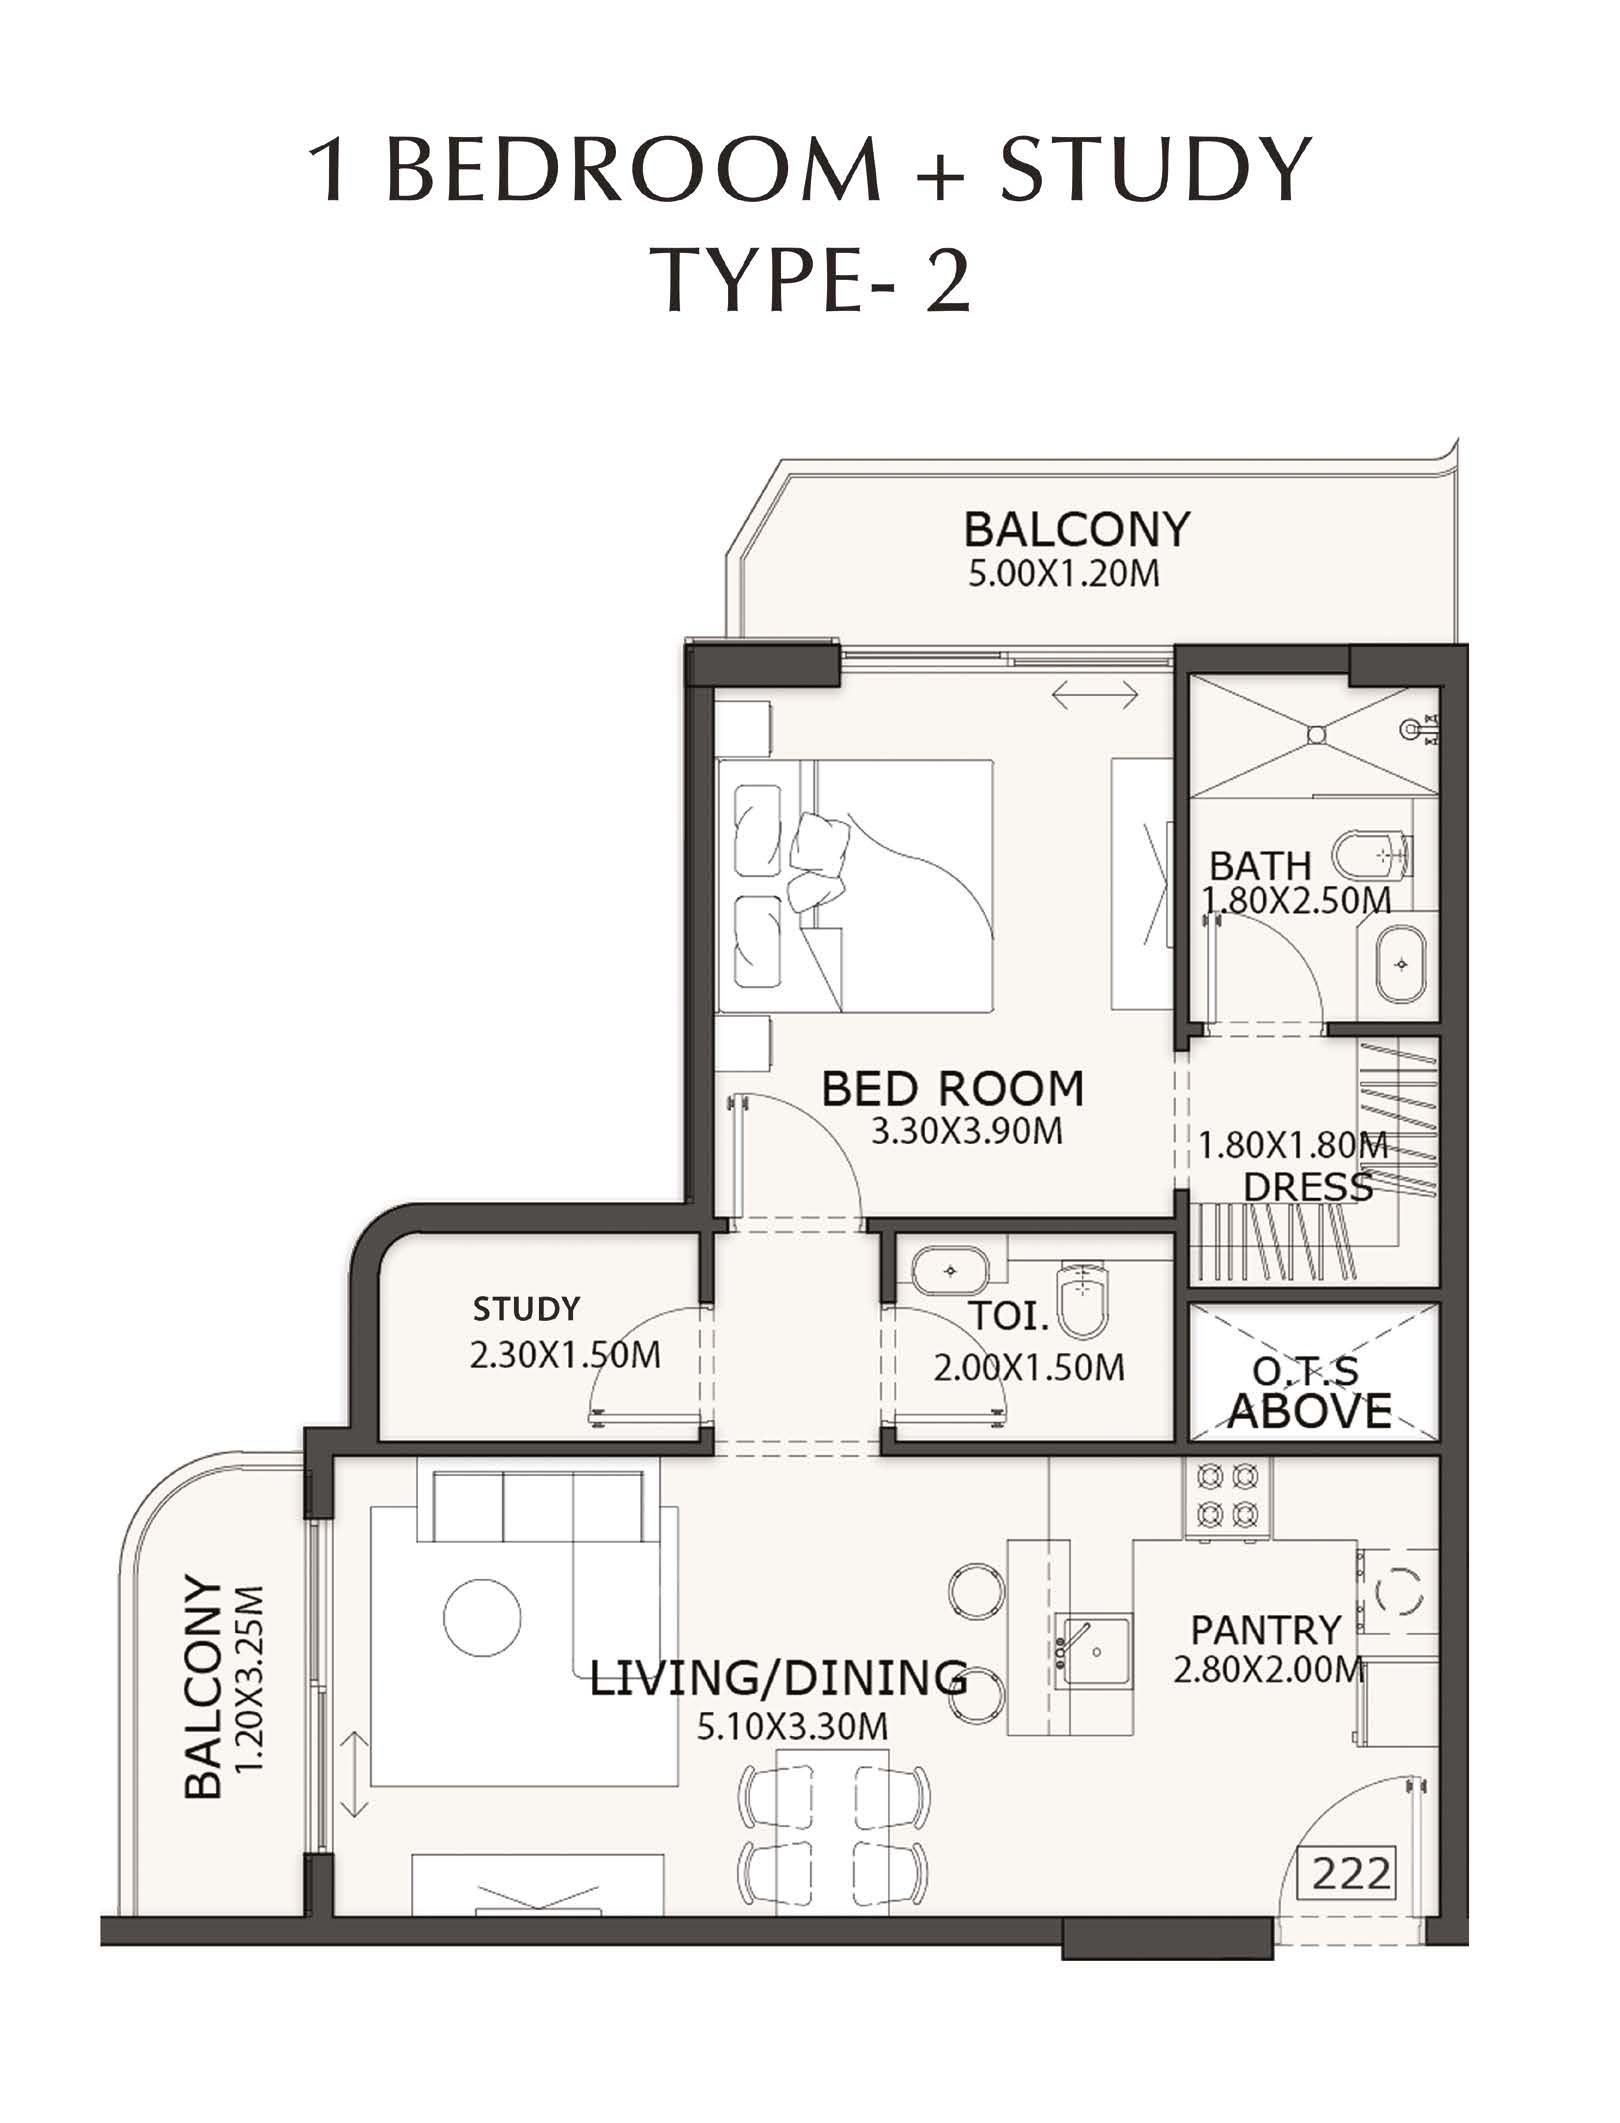 1 BEDROOM + STUDY
TYPE- 2
BALCONY
5.00X1.20M
BATH
1.80X2.50M
BED ROOM
3.30X3.90M
1.80X1.80M
DRESS
STUDY
2.30X1.50M
TOI.
2.00X1.50M
O.T.S
ABOVE
BALCONY
1.20X3.25M
LIVING/DINING
5.10X3.30M
PANTRY
2.80X2.00M
222